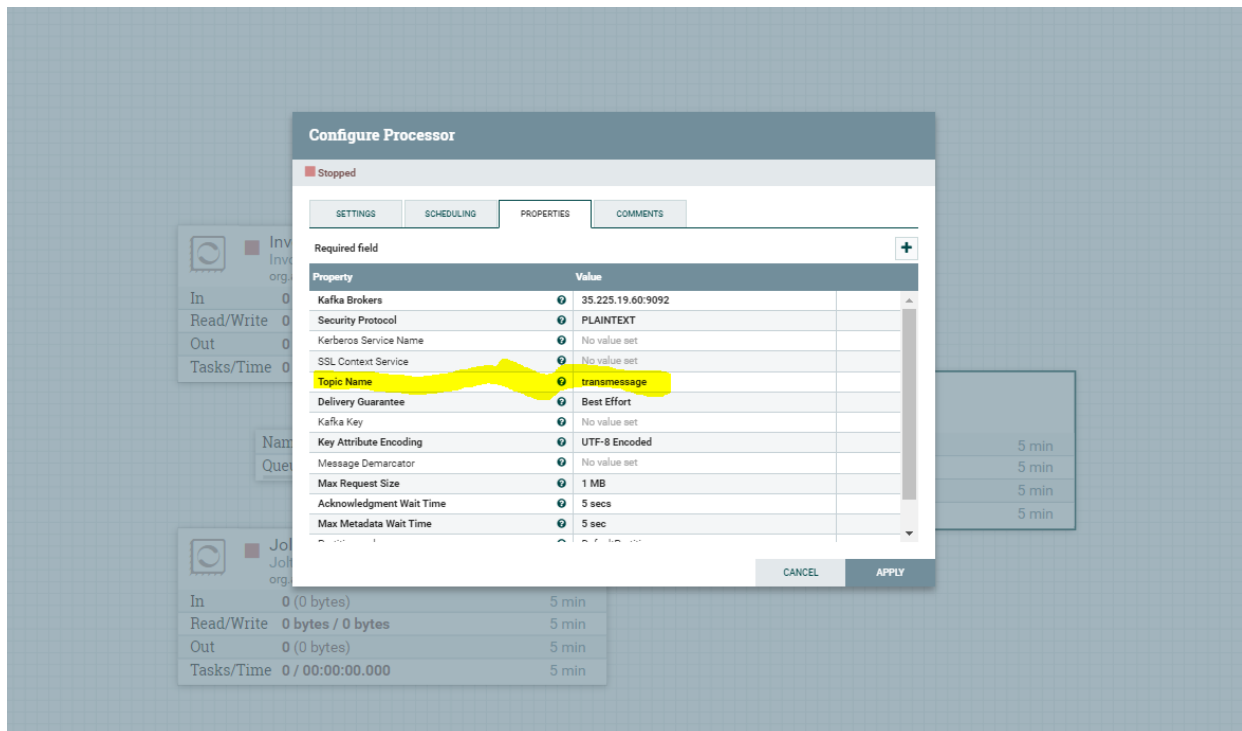 Configure Processor
Stopped
SETTINGS SCHEDULING PROPERTIES COMMENTS
Required field
Property Value
Kafka Brokers 35.225.19.60:9092
Security Protocol PLAINTEXT
Kerberos Service Name No value set
SSL Context Service No value set
Topic Name transmessage
Delivery Guarantee Best Effort
Kafka Key No value set
Key Attribute Encoding UTF-8 Encoded
Message Demarcator No value set
Max Request Size 1 MB
Acknowledgment Wait Time 5 secs
Max Metadata Wait Time 5 sec
CANCEL APPLY
In 0
Read/Write 0
Out 0
Tasks/Time 0
5 min
5 min
5 min
5 min
In 0 (0 bytes) 5 min
Read/Write 0 bytes / 0 bytes 5 min
Out 0 (0 bytes) 5 min
Tasks/Time 0 / 00:00:00.000 5 min